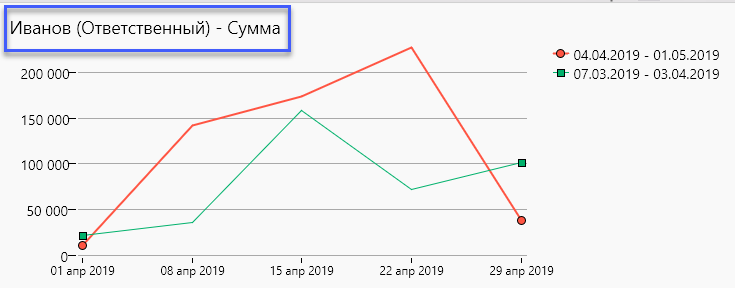 Иванов (Ответственный) - Сумма
200 000
150 000
100 000
50 000
0
01 апр 2019
08 апр 2019
15 апр 2019
22 апр 2019
29 апр 2019
04.04.2019 - 01.05.2019
07.03.2019 - 03.04.2019